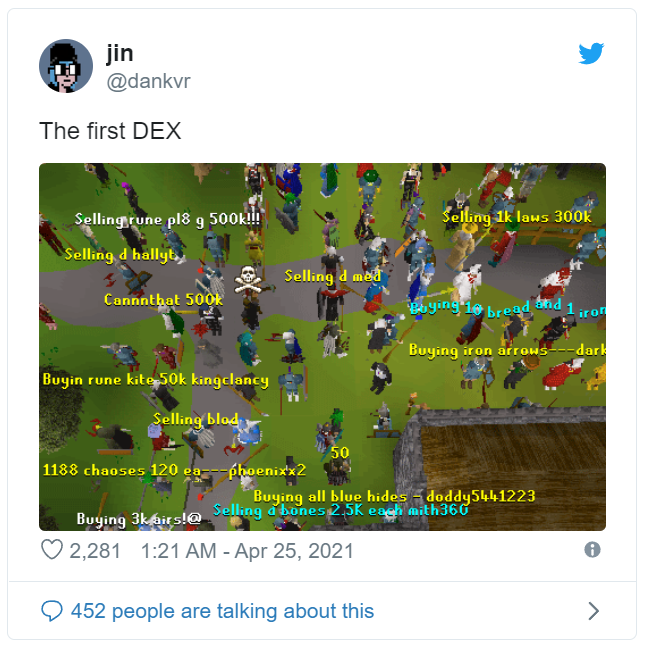 jin
@dankvr
The first DEX
Selling rune pl8 g 500k!!!
Selling 1k laws 300k
Selling d hallyt
Selling d med
Cannnthat 500k
Buying 10 bread and 1 iron
Buying iron arrows---dark
Buyin rune kite 50k kingclancy
Selling blod
50
1188 chaoses 120 ea---phoenixx2
Buying all blue hides - doddy5441223
Selling d bones 2.5K each mith360
Buying 3k airs!@
2,281 1:21 AM - Apr 25, 2021
452 people are talking about this